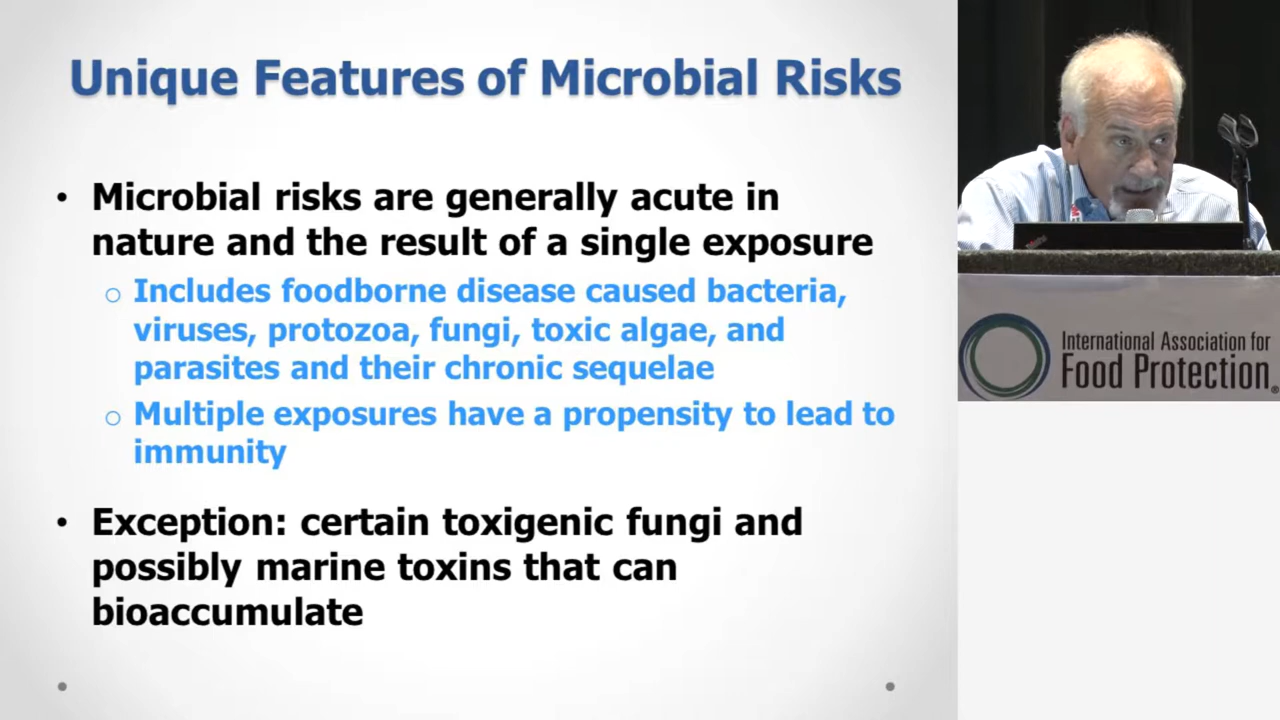 Unique Features of Microbial Risks
• Microbial risks are generally acute in
nature and the result of a single exposure
o Includes foodborne disease caused bacteria,
viruses, protozoa, fungi, toxic algae, and
parasites and their chronic sequelae
o Multiple exposures have a propensity to lead to
immunity
• Exception: certain toxigenic fungi and
possibly marine toxins that can
bioaccumulate
International Association for
Food Protection®